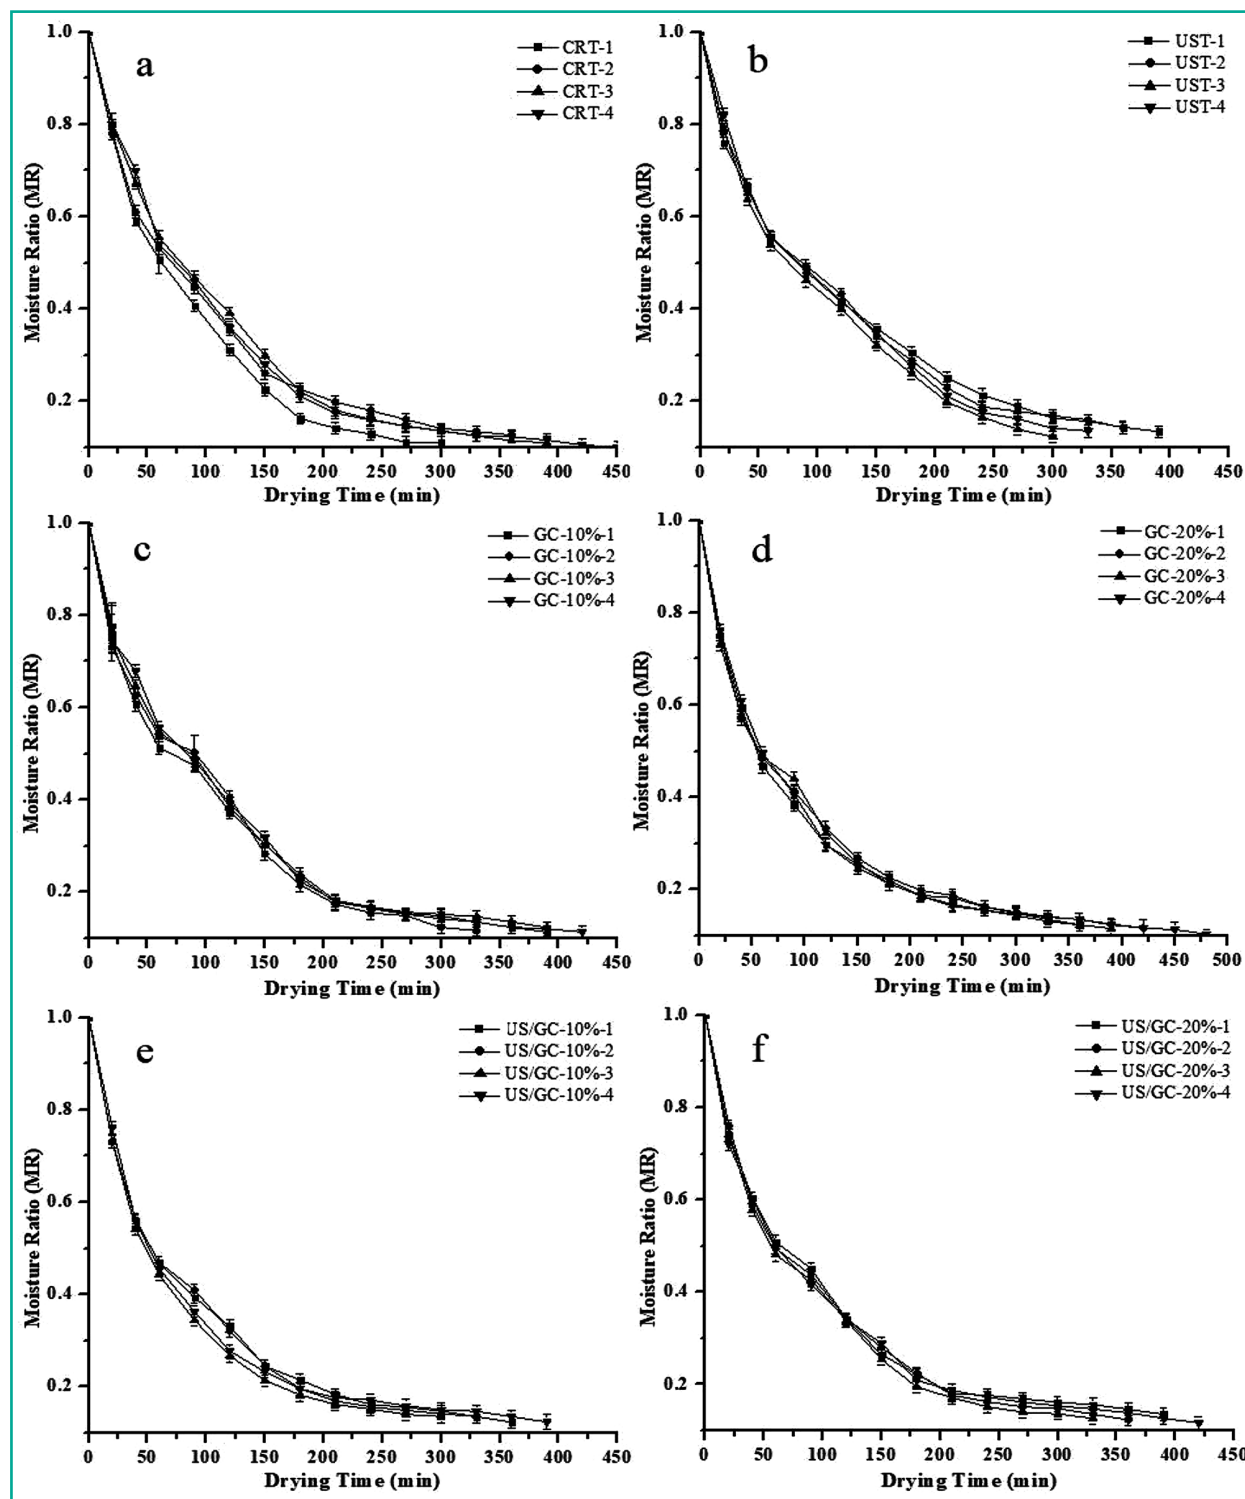 a
CRT-1
CRT-2
CRT-3
CRT-4
1.0
0.8
0.6
0.4
0.2
Moisture Ratio (MR)
0 50 100 150 200 250 300 350 400 450
Drying Time (min)
b
UST-1
UST-2
UST-3
UST-4
1.0
0.8
0.6
0.4
0.2
Moisture Ratio (MR)
0 50 100 150 200 250 300 350 400 450
Drying Time (min)
c
GC-10%-1
GC-10%-2
GC-10%-3
GC-10%-4
1.0
0.8
0.6
0.4
0.2
Moisture Ratio (MR)
0 50 100 150 200 250 300 350 400 450
Drying Time (min)
d
GC-20%-1
GC-20%-2
GC-20%-3
GC-20%-4
1.0
0.8
0.6
0.4
0.2
Moisture Ratio (MR)
0 50 100 150 200 250 300 350 400 450 500
Drying Time (min)
e
US/GC-10%-1
US/GC-10%-2
US/GC-10%-3
US/GC-10%-4
1.0
0.8
0.6
0.4
0.2
Moisture Ratio (MR)
0 50 100 150 200 250 300 350 400 450
Drying Time (min)
f
US/GC-20%-1
US/GC-20%-2
US/GC-20%-3
US/GC-20%-4
1.0
0.8
0.6
0.4
0.2
Moisture Ratio (MR)
0 50 100 150 200 250 300 350 400 450
Drying Time (min)